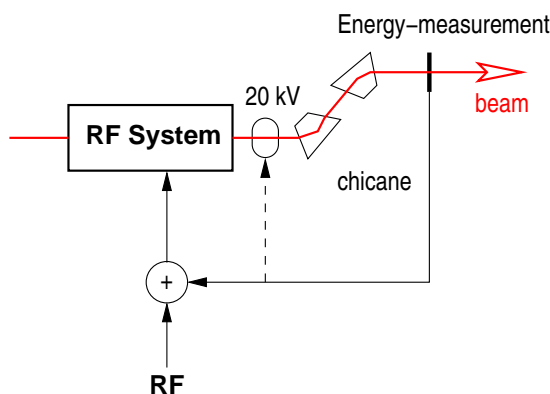 Energy−measurement
20 kV
beam
RF System
chicane
+
RF